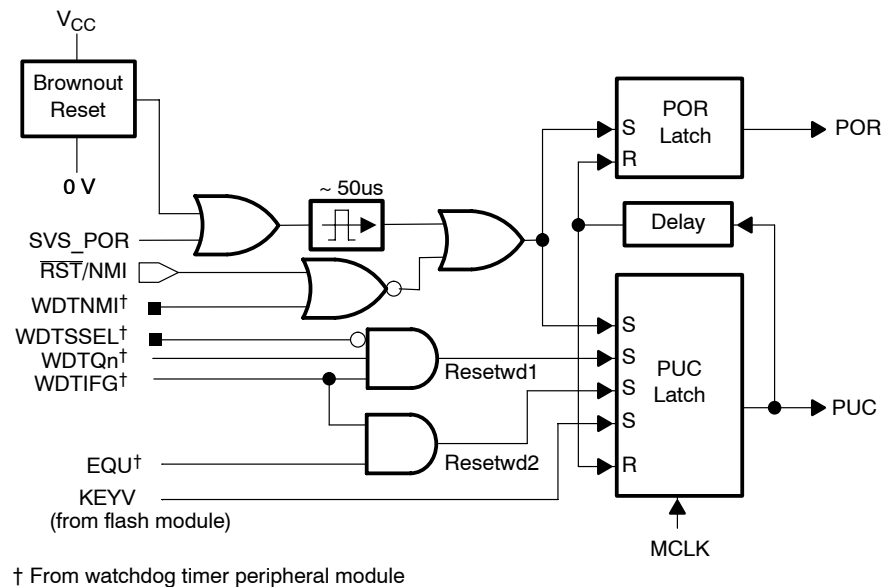 VCC
Brownout
Reset
0 V
~ 50us
SVS_POR
RST/NMI
WDTNMI†
WDTSSEL†
WDTQn†
WDTIFG†
EQU†
KEYV
(from flash module)
Resetwd1
Resetwd2
S
R
POR
Latch
POR
Delay
S
S
S
S
R
PUC
Latch
PUC
MCLK
† From watchdog timer peripheral module